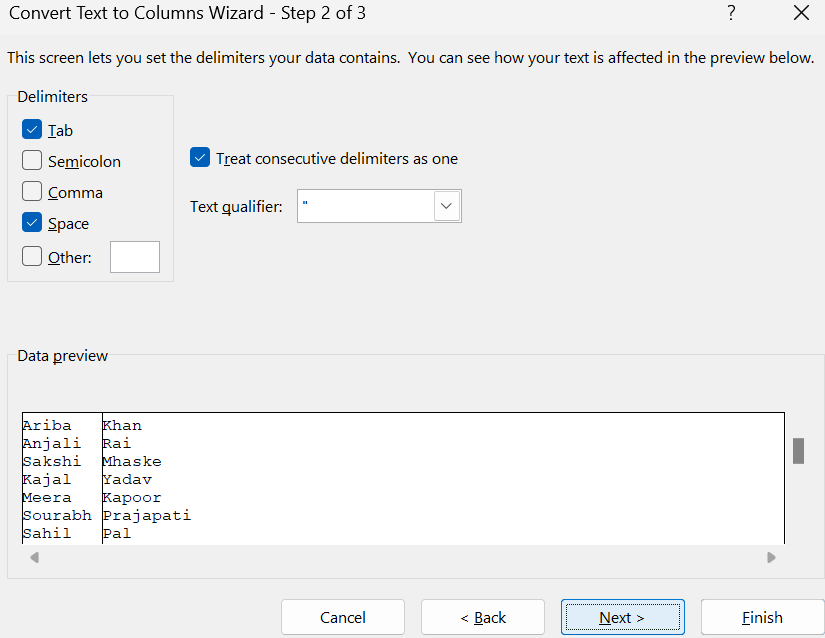 Convert Text to Columns Wizard - Step 2 of 3 ?
This screen lets you set the delimiters your data contains.  You can see how your text is affected in the preview below.
Delimiters
Tab
Semicolon
Comma
Space
Other:
Treat consecutive delimiters as one
Text qualifier: "
Data preview
Ariba Khan
Anjali Rai
Sakshi Mhaske
Kajal Yadav
Meera Kapoor
Sourabh Prajapati
Sahil Pal
Cancel < Back Next > Finish